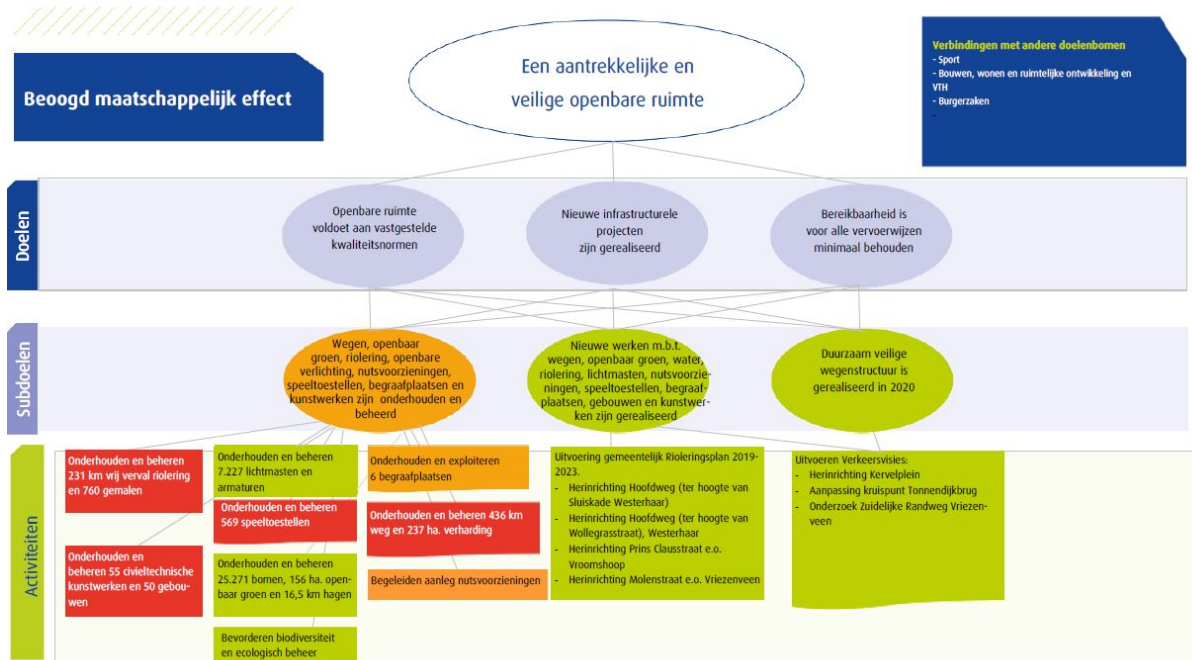 Beoogd maatschappelijk effect
Een aantrekkelijke en
veilige openbare ruimte
Verbindingen met andere doelenbomen
- Sport
- Bouwen, wonen en ruimtelijke ontwikkeling en
VTH
- Burgerzaken
-
Doelen
Openbare ruimte
voldoet aan vastgestelde
kwaliteitsnormen
Nieuwe infrastructurele
projecten
zijn gerealiseerd
Bereikbaarheid is
voor alle vervoerwijzen
minimaal behouden
Subdoelen
Wegen, openbaar
groen, riolering, openbare
verlichting, nutsvoorzieningen,
speeltoestellen, begraafplaatsen en
kunstwerken zijn onderhouden en
beheerd
Nieuwe werken m.b.t.
wegen, openbaar groen, water,
riolering, lichtmasten, nutsvoorzie-
ningen, speeltoestellen, begraaf-
plaatsen, gebouwen en kunstwer-
ken zijn gerealiseerd
Duurzaam veilige
wegenstructuur is
gerealiseerd in 2020
Activiteiten
Onderhouden en beheren
231 km vrij verval riolering
en 760 gemalen
Onderhouden en
beheren 55 civieltechnische
kunstwerken en 50 gebou-
wen
Onderhouden en beheren
7.227 lichtmasten en
armaturen
Onderhouden en beheren
569 speeltoestellen
Onderhouden en beheren
25.271 bomen, 156 ha. open-
baar groen en 16,5 km hagen
Bevorderen biodiversiteit
en ecologisch beheer
Onderhouden en exploiteren
6 begraafplaatsen
Onderhouden en beheren 436 km
weg en 237 ha. verharding
Begeleiden aanleg nutsvoorzieningen
Uitvoering gemeentelijk Rioleringsplan 2019-
2023.
- Herinrichting Hoofdweg (ter hoogte van
Sluiskade Westerhaar)
- Herinrichting Hoofdweg (ter hoogte van
Wollegrasstraat), Westerhaar
- Herinrichting Prins Clausstraat e.o.
Vroomshoop
- Herinrichting Molenstraat e.o. Vriezenveen
Uitvoeren Verkeersvisies:
- Herinrichting Kervelplein
- Aanpassing kruispunt Tonnendijkbrug
- Onderzoek Zuidelijke Randweg Vriezen-
veen